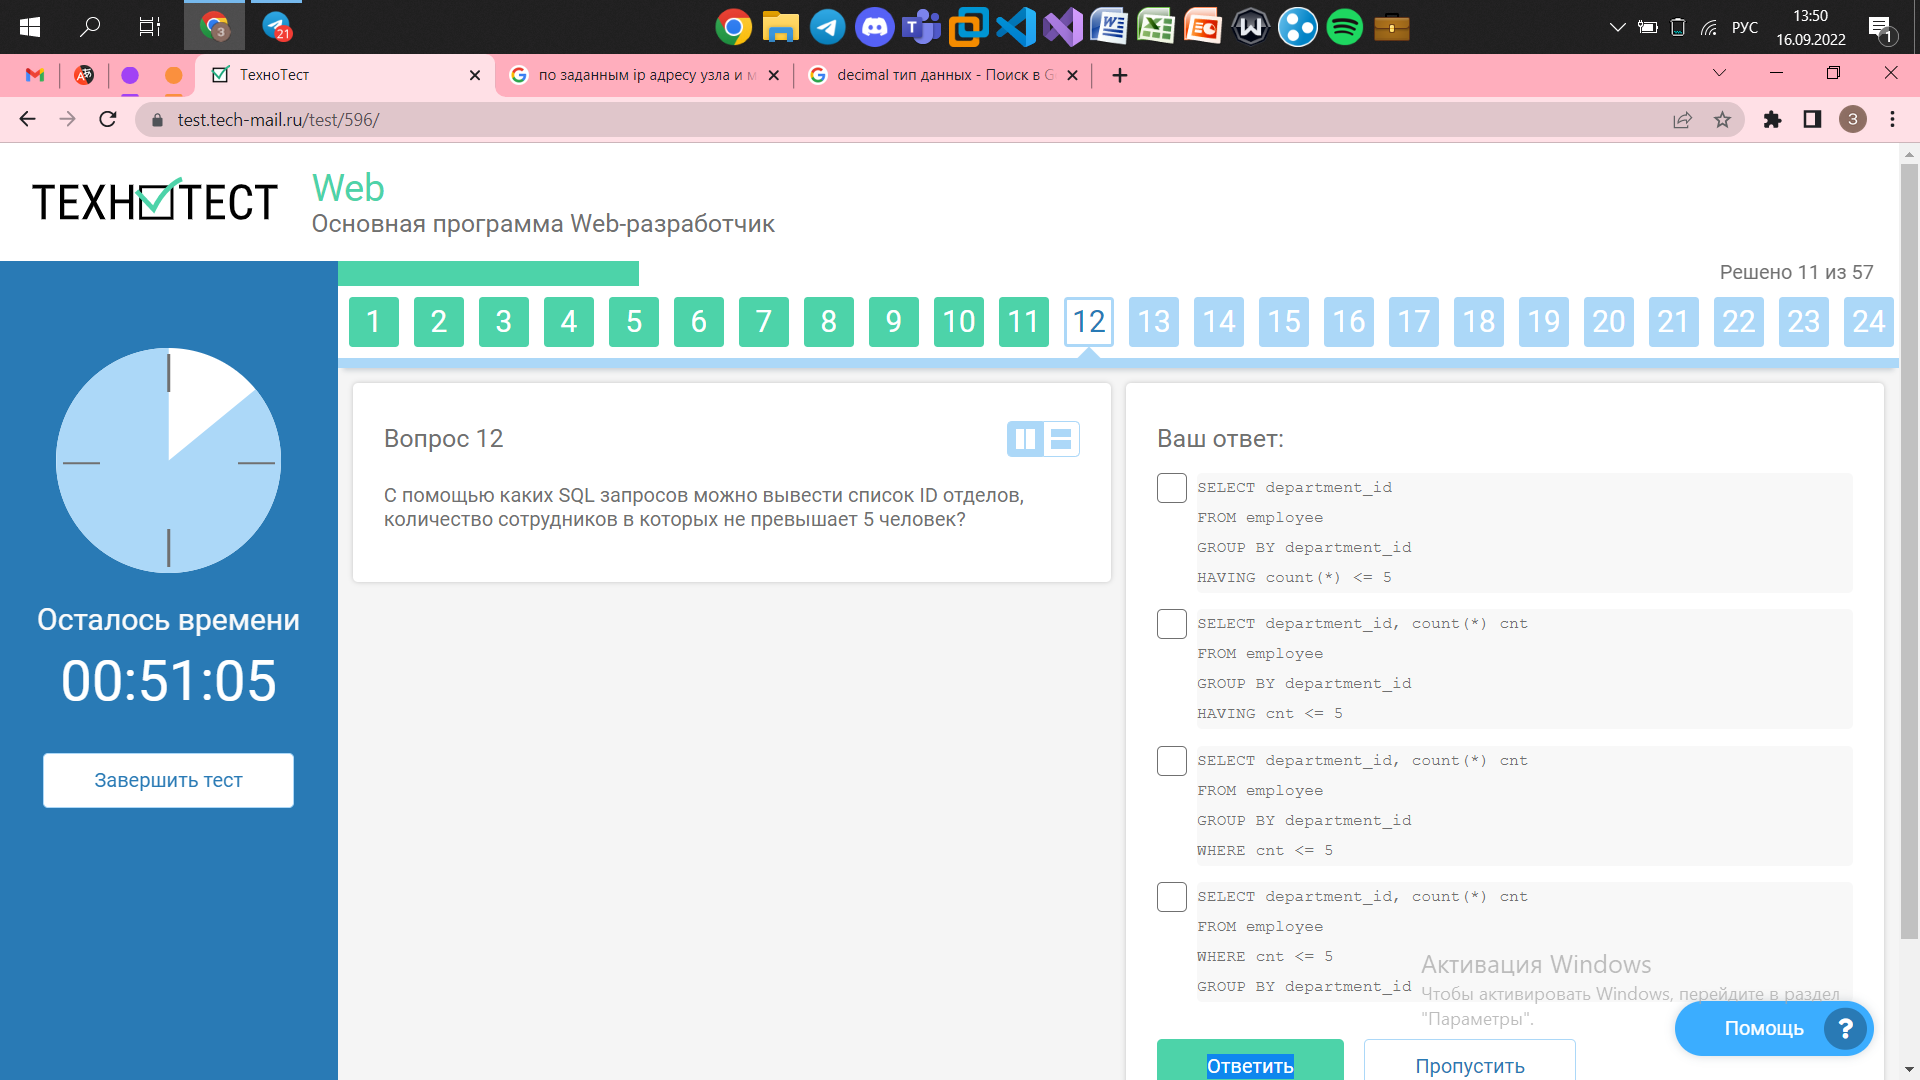 РУС
13:50
16.09.2022
1
3
21
ТехноТест
по заданным ip адресу узла и м
decimal тип данных - Поиск в G
test.tech-mail.ru/test/596/
3
ТЕХНОТЕСТ
Web
Основная программа Web-разработчик
Решено 11 из 57
1 2 3 4 5 6 7 8 9 10 11 12 13 14 15 16 17 18 19 20 21 22 23 24
Осталось времени
00:51:05
Завершить тест
Вопрос 12
С помощью каких SQL запросов можно вывести список ID отделов,
количество сотрудников в которых не превышает 5 человек?
Ваш ответ:
SELECT department_id
FROM employee
GROUP BY department_id
HAVING count(*) <= 5
SELECT department_id, count(*) cnt
FROM employee
GROUP BY department_id
HAVING cnt <= 5
SELECT department_id, count(*) cnt
FROM employee
GROUP BY department_id
WHERE cnt <= 5
SELECT department_id, count(*) cnt
FROM employee
WHERE cnt <= 5
GROUP BY department_id
Активация Windows
Чтобы активировать Windows, перейдите в раздел
"Параметры".
Помощь ?
Ответить
Пропустить